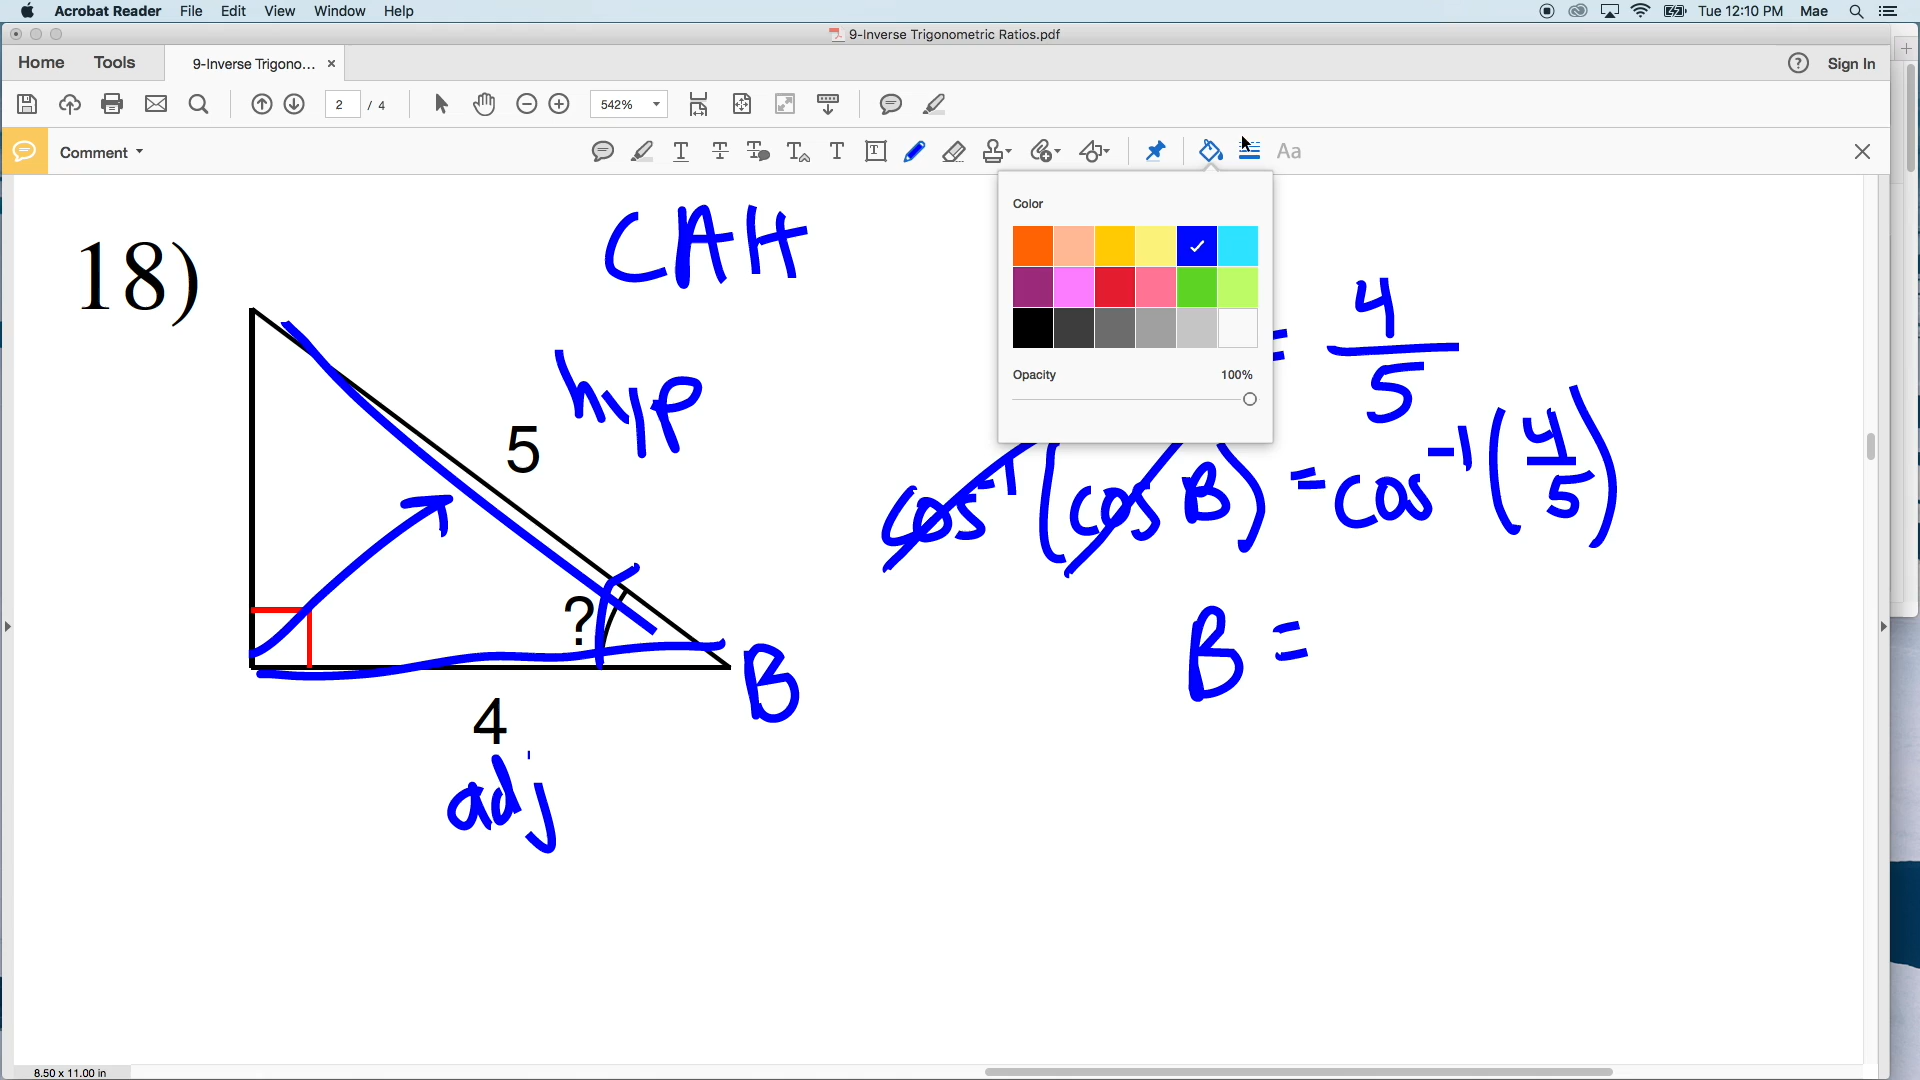 Acrobat Reader File Edit View Window Help Tue 12:10 PM Mae
9-Inverse Trigonometric Ratios.pdf
Home Tools 9-Inverse Trigono... × ? Sign In
2 / 4 542%
Comment Aa
Color
Opacity 100%
18)
CAH
hyp
5
?
B
4
adj
= 4/5
cos⁻¹(cos B) = cos⁻¹(4/5)
B =
8.50 x 11.00 in